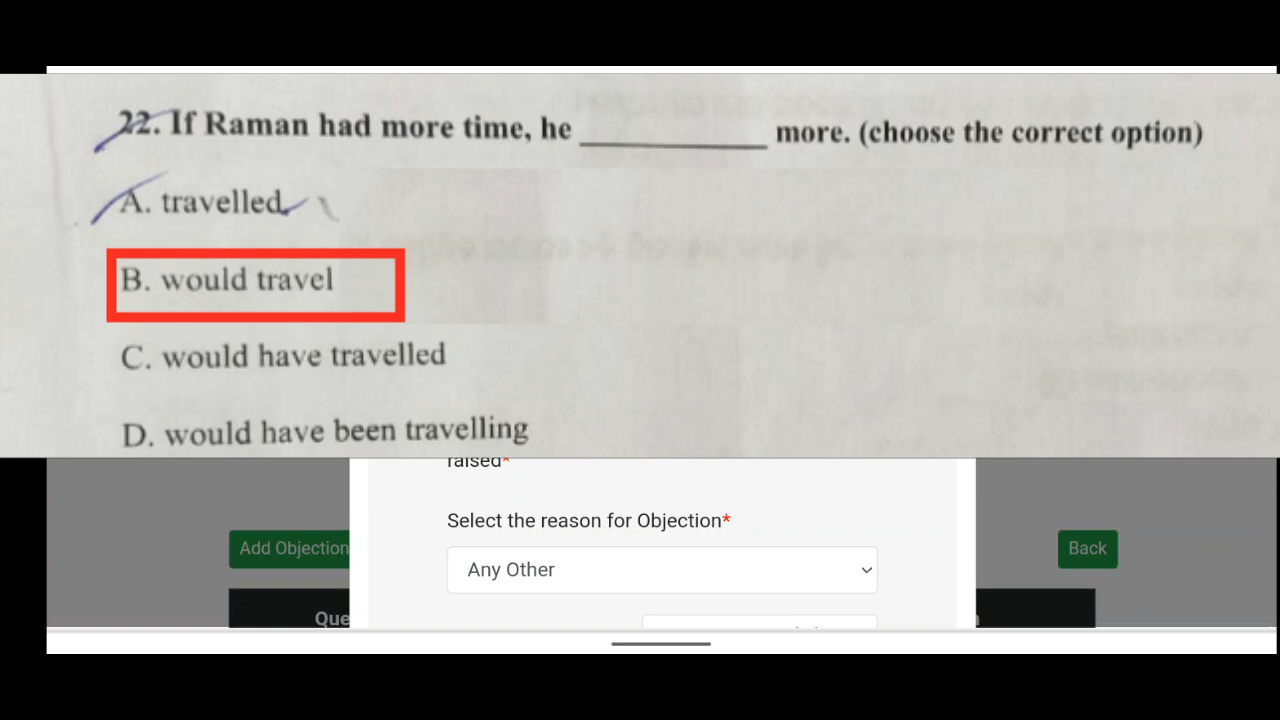 22. If Raman had more time, he __________ more. (choose the correct option)
A. travelled
B. would travel
C. would have travelled
D. would have been travelling
raised*
Select the reason for Objection*
Add Objection
Any Other
Back
Que